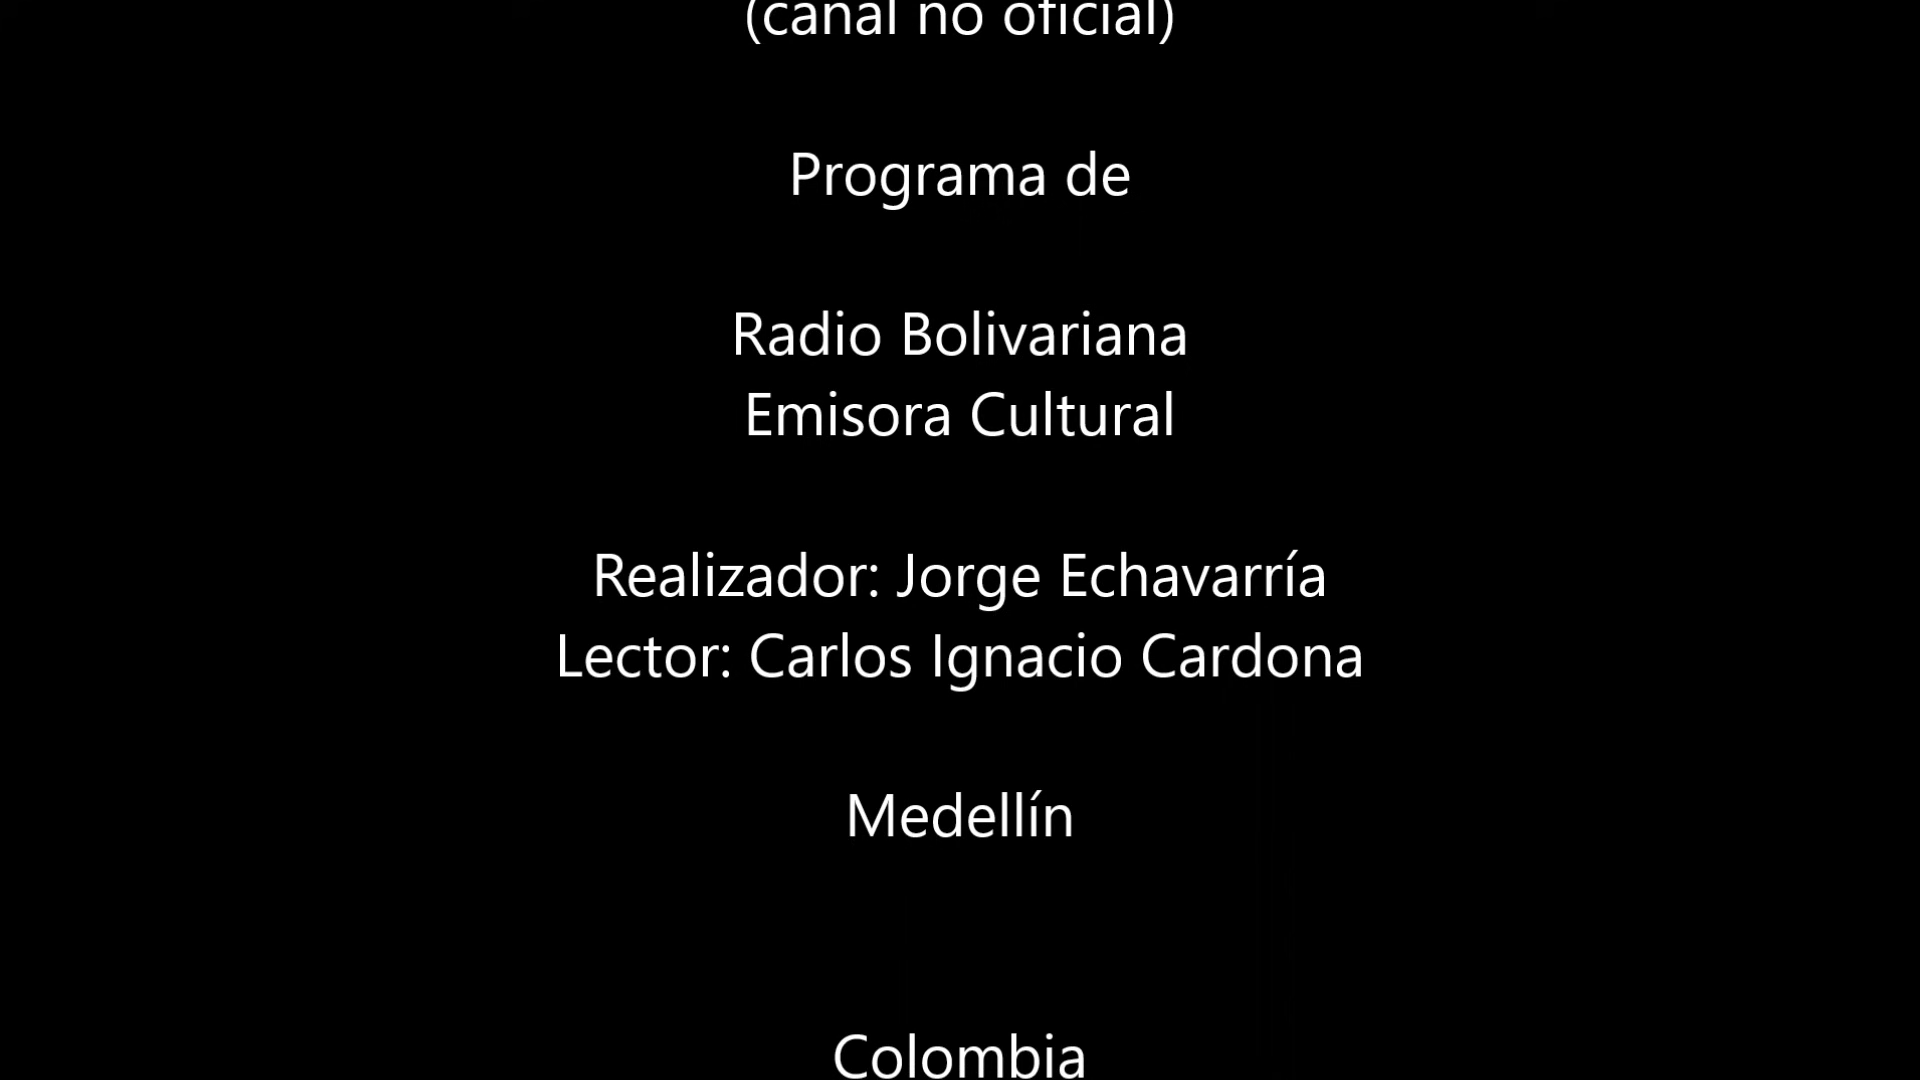 (canal no oficial)
Programa de
Radio Bolivariana
Emisora Cultural
Realizador: Jorge Echavarría
Lector: Carlos Ignacio Cardona
Medellín
Colombia